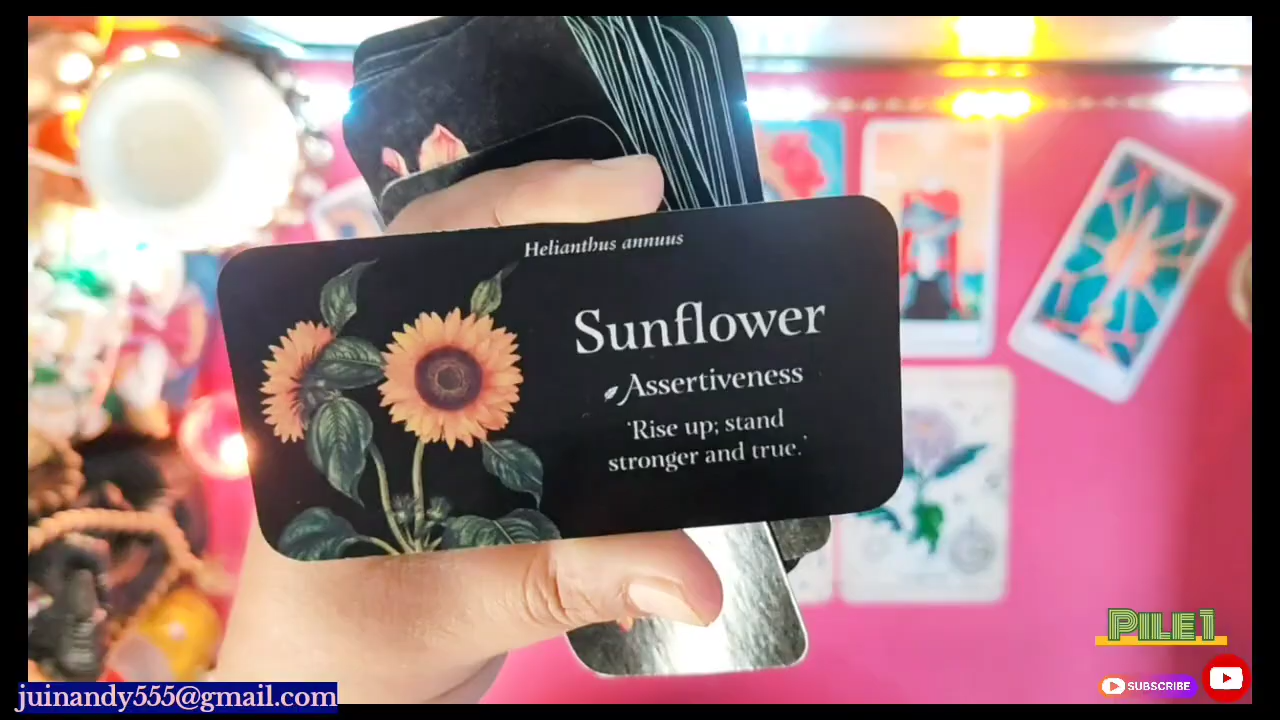 Helianthus annuus
Sunflower
Assertiveness
'Rise up; stand
stronger and true.'
PILE 1
SUBSCRIBE
juinandy555@gmail.com